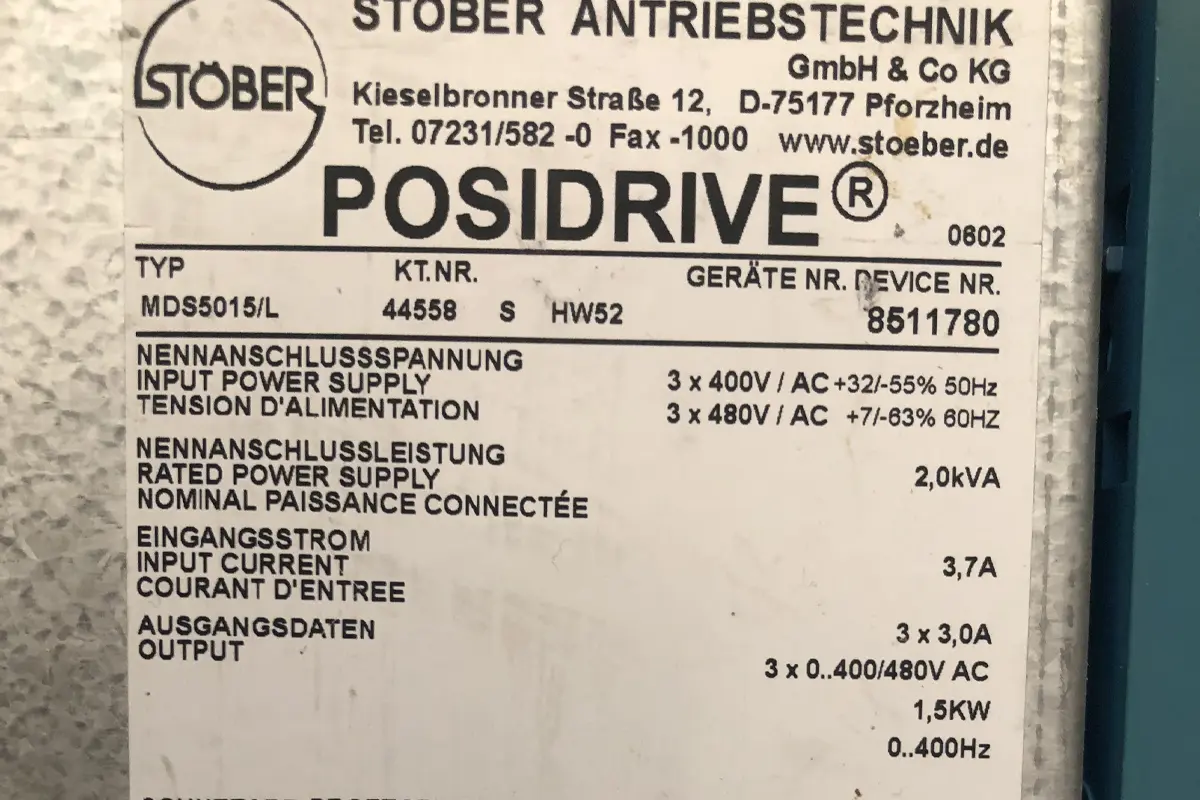 STÖBER
STÖBER ANTRIEBSTECHNIK
GmbH & Co KG
Kieselbronner Straße 12, D-75177 Pforzheim
Tel. 07231/582 -0 Fax -1000 www.stoeber.de
POSIDRIVE®
0602
TYP KT.NR. GERÄTE NR. DEVICE NR.
MDS5015/L 44558 S HW52 8511780
NENNANSCHLUSSSPANNUNG
INPUT POWER SUPPLY 3 x 400V / AC +32/-55% 50Hz
TENSION D'ALIMENTATION 3 x 480V / AC +7/-63% 60HZ
NENNANSCHLUSSLEISTUNG
RATED POWER SUPPLY 2,0kVA
NOMINAL PAISSANCE CONNECTÉE
EINGANGSSTROM
INPUT CURRENT 3,7A
COURANT D'ENTREE
AUSGANGSDATEN 3 x 3,0A
OUTPUT
3 x 0..400/480V AC
1,5KW
0..400Hz